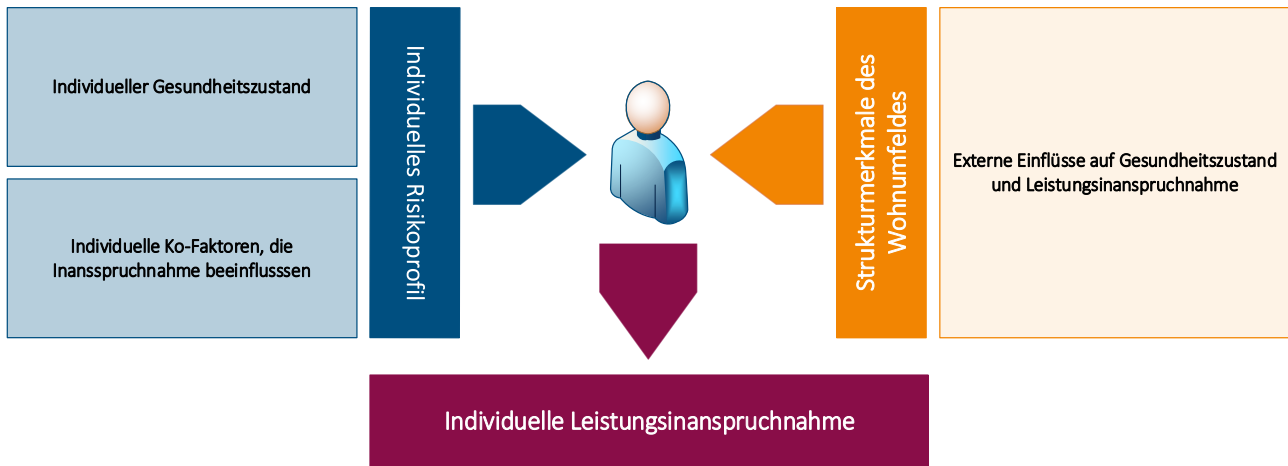 Individueller Gesundheitszustand
Individuelle Ko-Faktoren, die
Inansspruchnahme beeinflusssen
Individuelles Risikoprofil
Strukturmerkmale des
Wohnumfeldes
Externe Einflüsse auf Gesundheitszustand
und Leistungsinanspruchnahme
Individuelle Leistungsinanspruchnahme